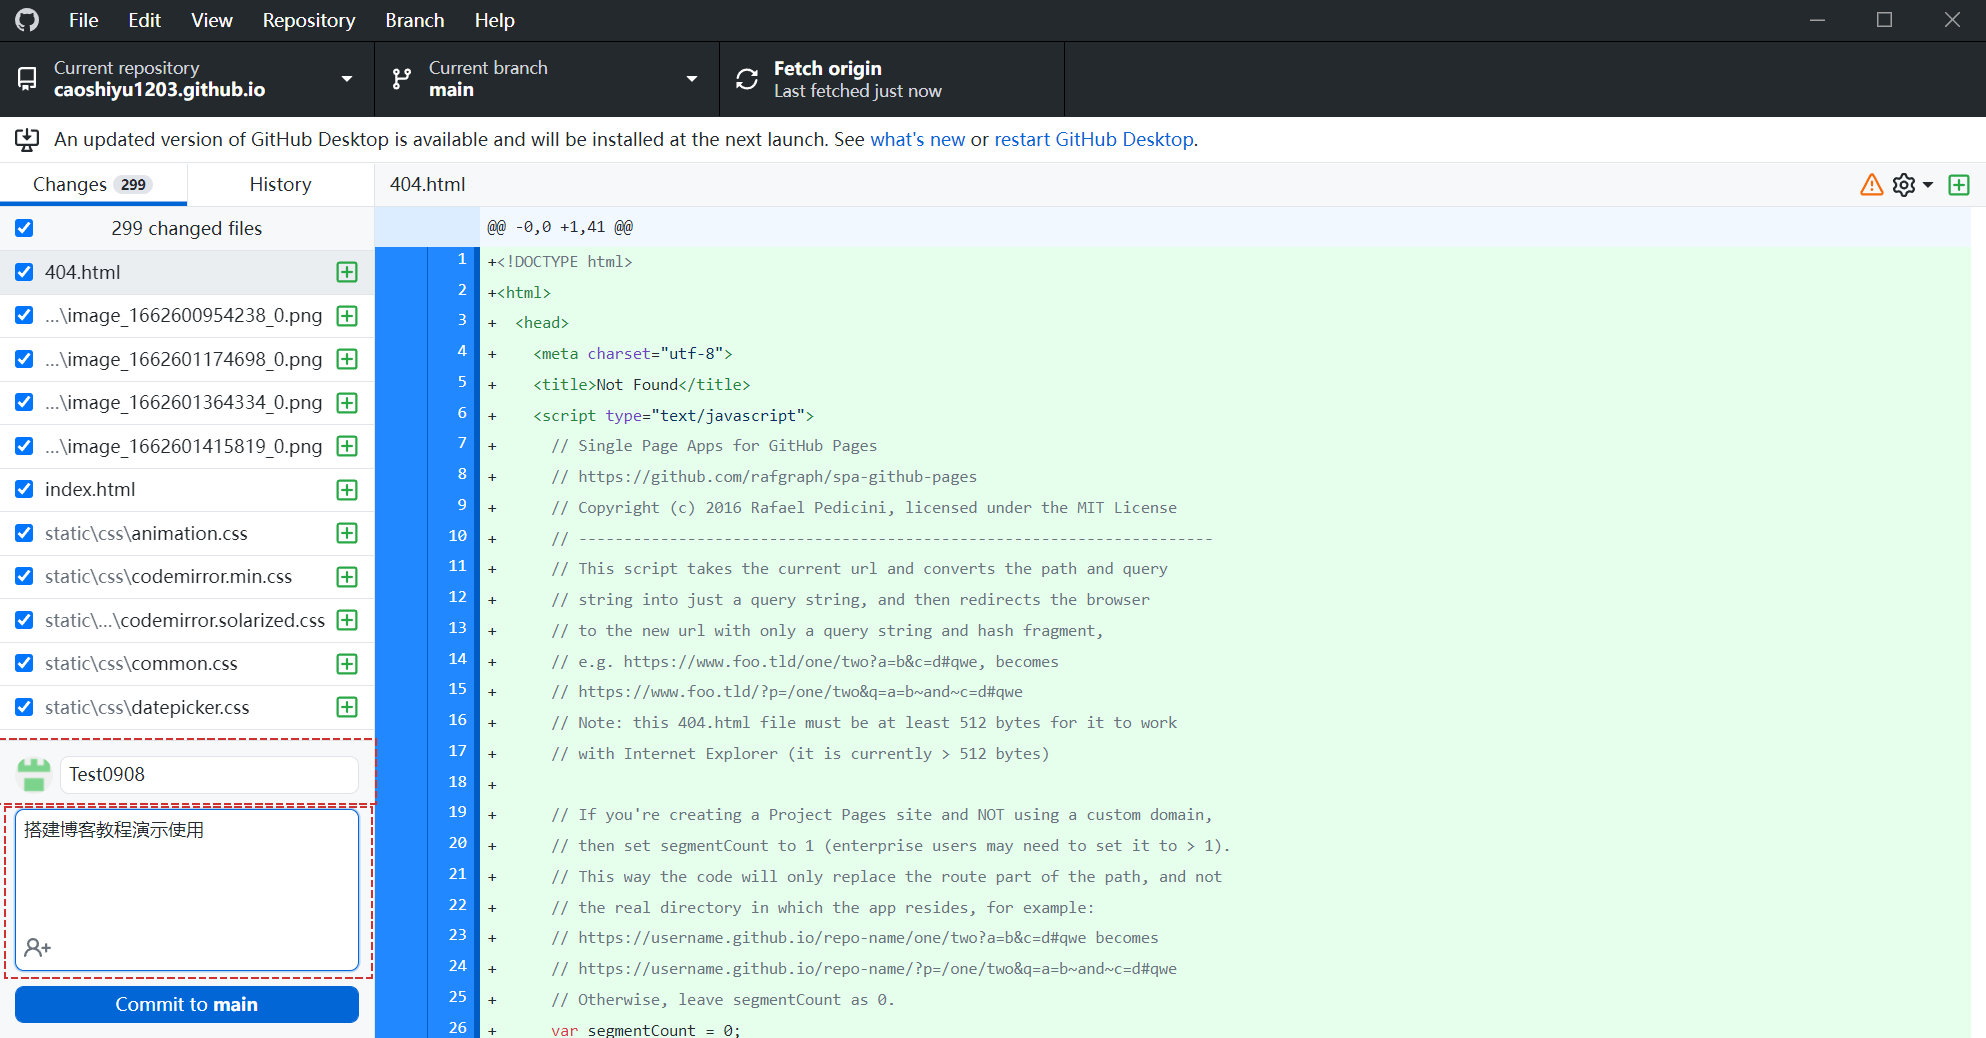 File Edit View Repository Branch Help
Current repository
caoshiyu1203.github.io
Current branch
main
Fetch origin
Last fetched just now
An updated version of GitHub Desktop is available and will be installed at the next launch. See what's new or restart GitHub Desktop.
Changes 299
History
404.html
299 changed files
404.html
...\image_1662600954238_0.png
...\image_1662601174698_0.png
...\image_1662601364334_0.png
...\image_1662601415819_0.png
index.html
static\css\animation.css
static\css\codemirror.min.css
static\...\codemirror.solarized.css
static\css\common.css
static\css\datepicker.css
Test0908
搭建博客教程演示使用
Commit to main
@@ -0,0 +1,41 @@
1 +<!DOCTYPE html>
2 +<html>
3 + <head>
4 + <meta charset="utf-8">
5 + <title>Not Found</title>
6 + <script type="text/javascript">
7 + // Single Page Apps for GitHub Pages
8 + // https://github.com/rafgraph/spa-github-pages
9 + // Copyright (c) 2016 Rafael Pedicini, licensed under the MIT License
10 + // ----------------------------------------------------------------------
11 + // This script takes the current url and converts the path and query
12 + // string into just a query string, and then redirects the browser
13 + // to the new url with only a query string and hash fragment,
14 + // e.g. https://www.foo.tld/one/two?a=b&c=d#qwe, becomes
15 + // https://www.foo.tld/?p=/one/two&q=a=b~and~c=d#qwe
16 + // Note: this 404.html file must be at least 512 bytes for it to work
17 + // with Internet Explorer (it is currently > 512 bytes)
18 +
19 + // If you're creating a Project Pages site and NOT using a custom domain,
20 + // then set segmentCount to 1 (enterprise users may need to set it to > 1).
21 + // This way the code will only replace the route part of the path, and not
22 + // the real directory in which the app resides, for example:
23 + // https://username.github.io/repo-name/one/two?a=b&c=d#qwe becomes
24 + // https://username.github.io/repo-name/?p=/one/two&q=a=b~and~c=d#qwe
25 + // Otherwise, leave segmentCount as 0.
26 + var segmentCount = 0;